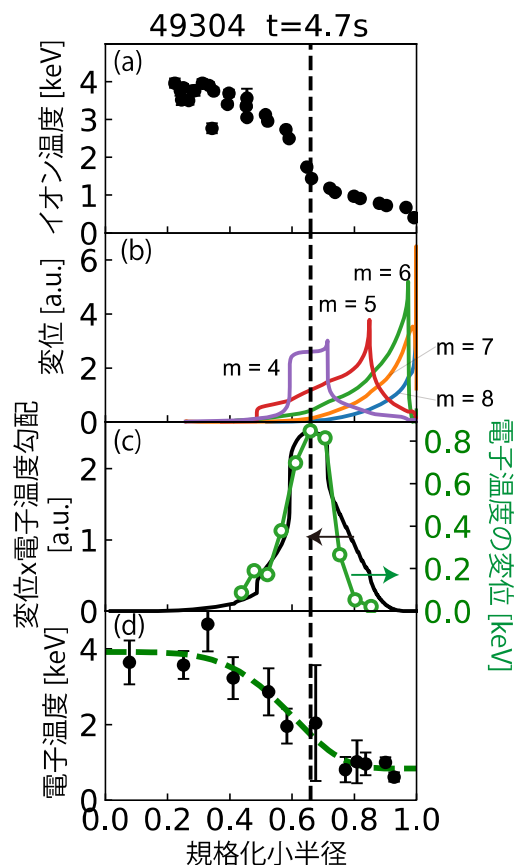 49304 t=4.7s
(a)
イオン温度 [keV]
4
3
2
1
0
(b)
変位 [a.u.]
6
4
2
0
m = 4
m = 5
m = 6
m = 7
m = 8
(c)
変位x電子温度勾配
[a.u.]
2
1
0
0.8
0.6
0.4
0.2
0.0
電子温度の変位 [keV]
(d)
電子温度 [keV]
4
2
0
0.0 0.2 0.4 0.6 0.8 1.0
規格化小半径